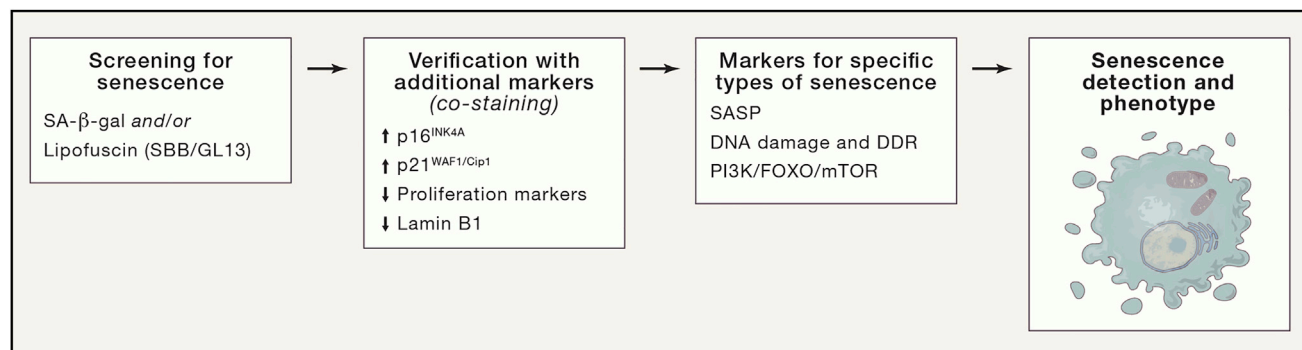 Screening for
senescence
SA-β-gal and/or
Lipofuscin (SBB/GL13)
Verification with
additional markers
(co-staining)
↑ p16INK4A
↑ p21WAF1/Cip1
↓ Proliferation markers
↓ Lamin B1
Markers for specific
types of senescence
SASP
DNA damage and DDR
PI3K/FOXO/mTOR
Senescence
detection and
phenotype